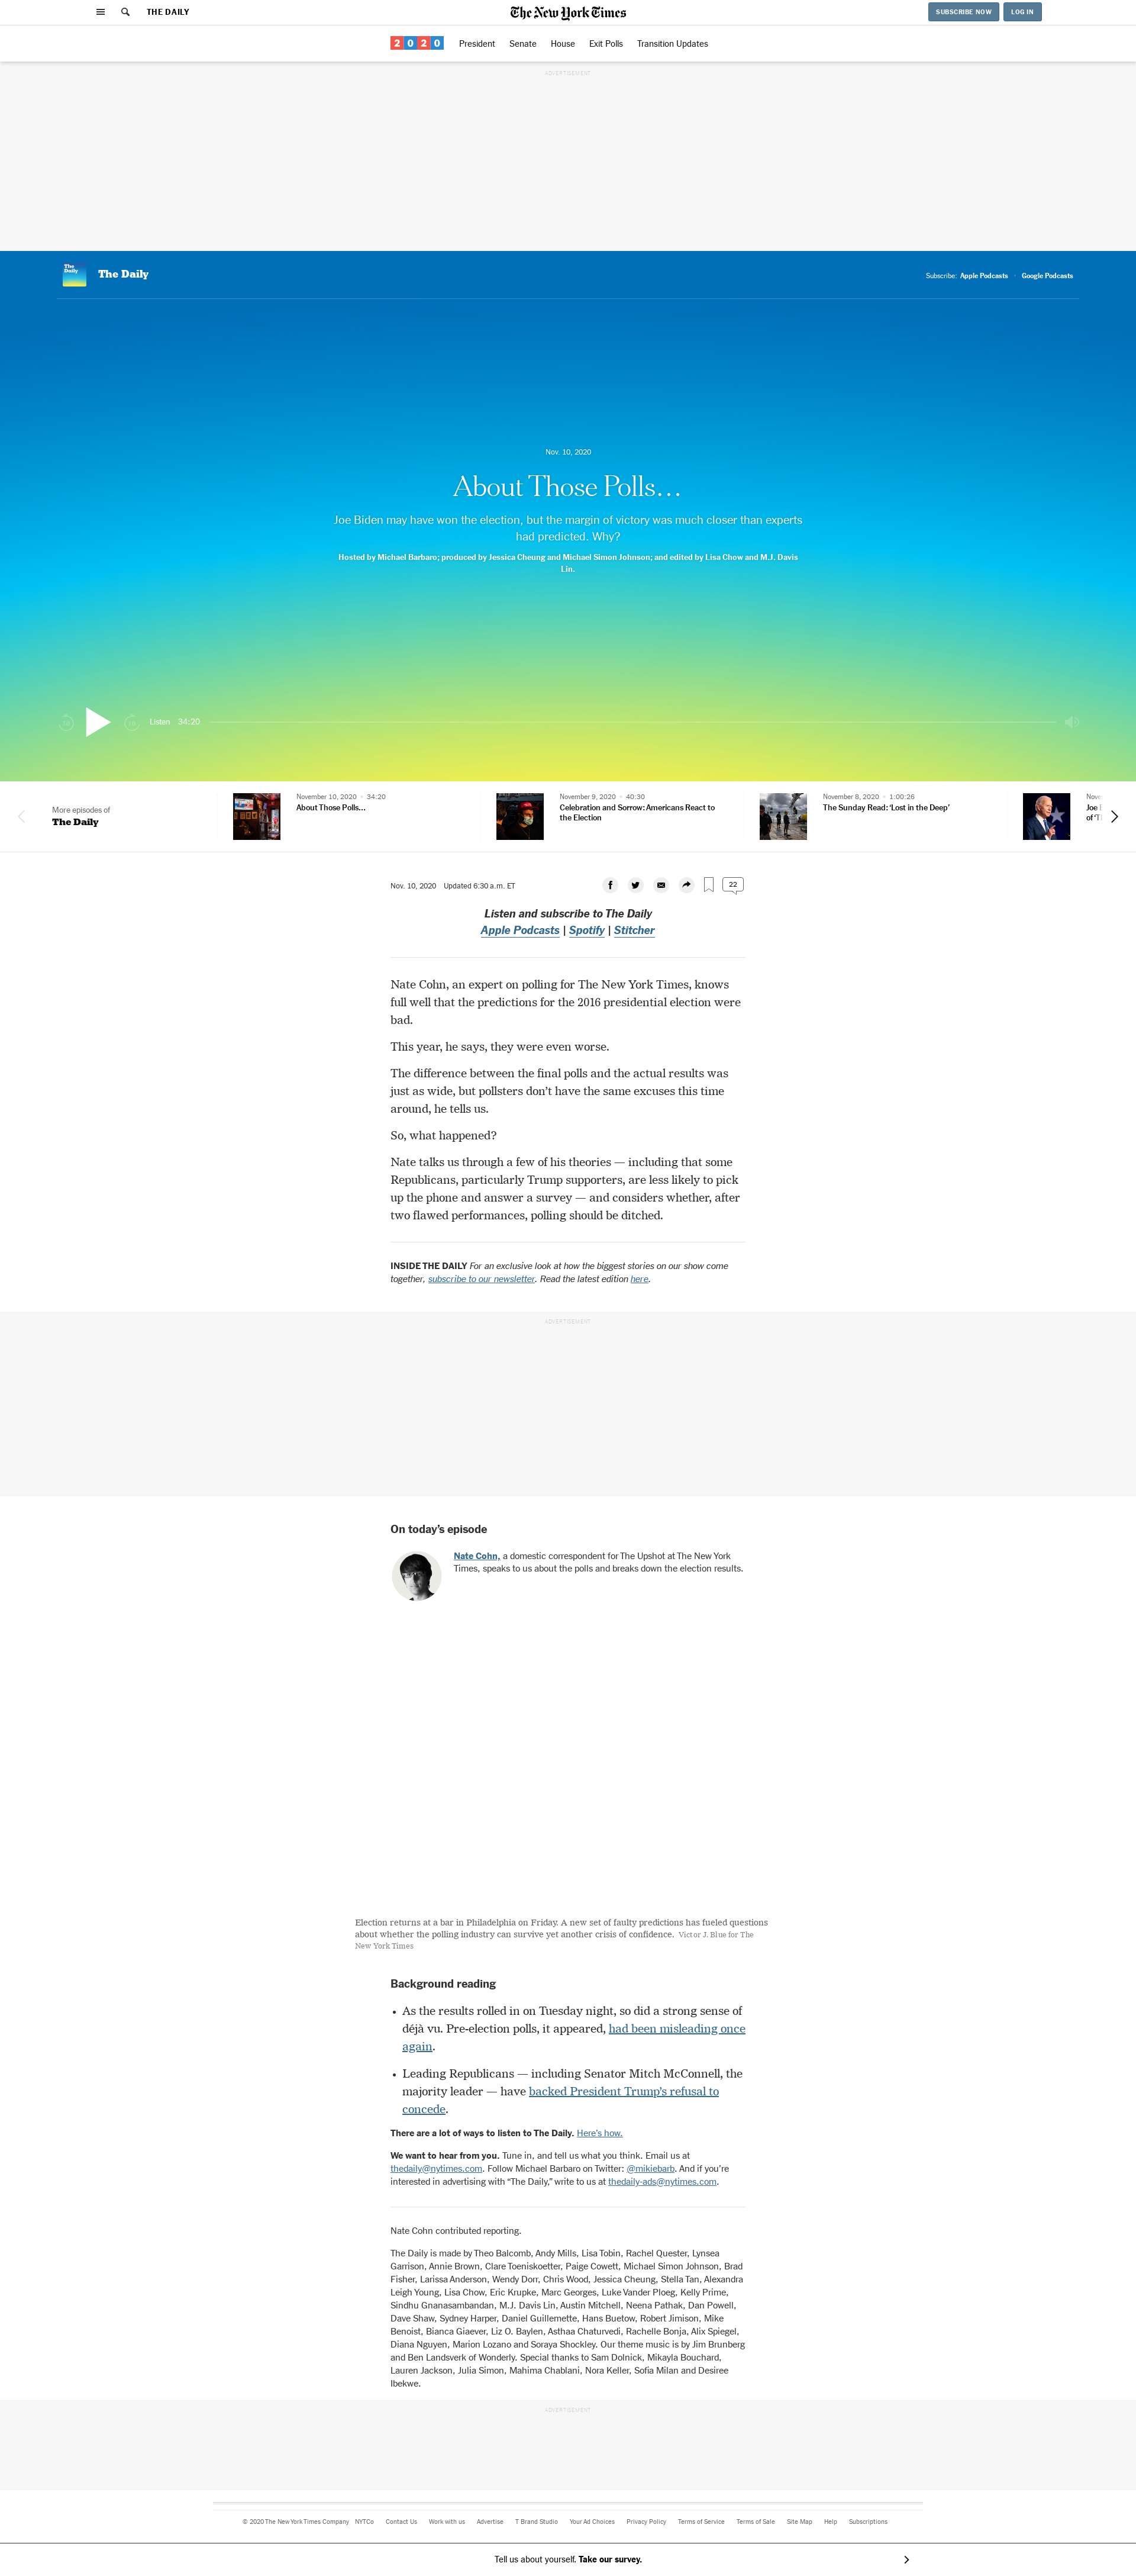 THE DAILY
The New York Times
SUBSCRIBE NOW
LOG IN
2020
President
Senate
House
Exit Polls
Transition Updates
ADVERTISEMENT
The Daily
The Daily
Subscribe: Apple Podcasts · Google Podcasts
Nov. 10, 2020
About Those Polls…
Joe Biden may have won the election, but the margin of victory was much closer than experts
had predicted. Why?
Hosted by Michael Barbaro; produced by Jessica Cheung and Michael Simon Johnson; and edited by Lisa Chow and M.J. Davis
Lin.
Listen 34:20
More episodes of
The Daily
November 10, 2020 • 34:20
About Those Polls…
November 9, 2020 • 40:30
Celebration and Sorrow: Americans React to
the Election
November 8, 2020 • 1:00:26
The Sunday Read: ‘Lost in the Deep’
Nov. 10, 2020 Updated 6:30 a.m. ET
22
Listen and subscribe to The Daily
Apple Podcasts | Spotify | Stitcher
Nate Cohn, an expert on polling for The New York Times, knows
full well that the predictions for the 2016 presidential election were
bad.
This year, he says, they were even worse.
The difference between the final polls and the actual results was
just as wide, but pollsters don’t have the same excuses this time
around, he tells us.
So, what happened?
Nate talks us through a few of his theories — including that some
Republicans, particularly Trump supporters, are less likely to pick
up the phone and answer a survey — and considers whether, after
two flawed performances, polling should be ditched.
INSIDE THE DAILY For an exclusive look at how the biggest stories on our show come
together, subscribe to our newsletter. Read the latest edition here.
ADVERTISEMENT
On today’s episode
Nate Cohn, a domestic correspondent for The Upshot at The New York
Times, speaks to us about the polls and breaks down the election results.
Election returns at a bar in Philadelphia on Friday. A new set of faulty predictions has fueled questions
about whether the polling industry can survive yet another crisis of confidence. Victor J. Blue for The
New York Times
Background reading
• As the results rolled in on Tuesday night, so did a strong sense of
déjà vu. Pre-election polls, it appeared, had been misleading once
again.
• Leading Republicans — including Senator Mitch McConnell, the
majority leader — have backed President Trump’s refusal to
concede.
There are a lot of ways to listen to The Daily. Here’s how.
We want to hear from you. Tune in, and tell us what you think. Email us at
thedaily@nytimes.com. Follow Michael Barbaro on Twitter: @mikiebarb. And if you’re
interested in advertising with “The Daily,” write to us at thedaily-ads@nytimes.com.
Nate Cohn contributed reporting.
The Daily is made by Theo Balcomb, Andy Mills, Lisa Tobin, Rachel Quester, Lynsea
Garrison, Annie Brown, Clare Toeniskoetter, Paige Cowett, Michael Simon Johnson, Brad
Fisher, Larissa Anderson, Wendy Dorr, Chris Wood, Jessica Cheung, Stella Tan, Alexandra
Leigh Young, Lisa Chow, Eric Krupke, Marc Georges, Luke Vander Ploeg, Kelly Prime,
Sindhu Gnanasambandan, M.J. Davis Lin, Austin Mitchell, Neena Pathak, Dan Powell,
Dave Shaw, Sydney Harper, Daniel Guillemette, Hans Buetow, Robert Jimison, Mike
Benoist, Bianca Giaever, Liz O. Baylen, Asthaa Chaturvedi, Rachelle Bonja, Alix Spiegel,
Diana Nguyen, Marion Lozano and Soraya Shockley. Our theme music is by Jim Brunberg
and Ben Landsverk of Wonderly. Special thanks to Sam Dolnick, Mikayla Bouchard,
Lauren Jackson, Julia Simon, Mahima Chablani, Nora Keller, Sofia Milan and Desiree
Ibekwe.
ADVERTISEMENT
© 2020 The New York Times Company NYTCo Contact Us Work with us Advertise T Brand Studio Your Ad Choices Privacy Policy Terms of Service Terms of Sale Site Map Help Subscriptions
Tell us about yourself. Take our survey.